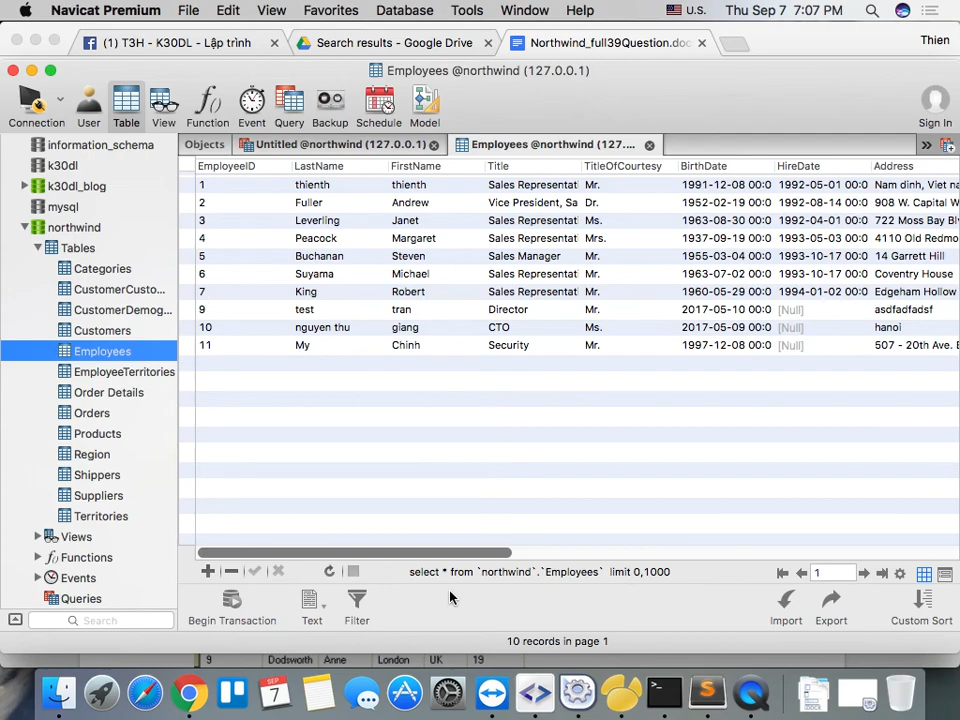 Navicat Premium File Edit View Favorites Database Tools Window Help U.S. Thu Sep 7 7:07 PM
(1) T3H - K30DL - Lập trình Search results - Google Drive Northwind_full39Question.doc Thien
Employees @northwind (127.0.0.1)
Connection User Table View Function Event Query Backup Schedule Model Sign In
Objects Untitled @northwind (127.0.0.1) Employees @northwind (127.... »
information_schema
k30dl
k30dl_blog
mysql
northwind
Tables
Categories
CustomerCusto...
CustomerDemog...
Customers
Employees
EmployeeTerritories
Order Details
Orders
Products
Region
Shippers
Suppliers
Territories
Views
Functions
Events
Queries
Search
EmployeeID LastName FirstName Title TitleOfCourtesy BirthDate HireDate Address
1 thienth thienth Sales Representati Mr. 1991-12-08 00:0 1992-05-01 00:0 Nam dinh, Viet na
2 Fuller Andrew Vice President, Sa Dr. 1952-02-19 00:0 1992-08-14 00:0 908 W. Capital W
3 Leverling Janet Sales Representati Ms. 1963-08-30 00:0 1992-04-01 00:0 722 Moss Bay Bl
4 Peacock Margaret Sales Representati Mrs. 1937-09-19 00:0 1993-05-03 00:0 4110 Old Redmo
5 Buchanan Steven Sales Manager Mr. 1955-03-04 00:0 1993-10-17 00:0 14 Garrett Hill
6 Suyama Michael Sales Representati Mr. 1963-07-02 00:0 1993-10-17 00:0 Coventry House
7 King Robert Sales Representati Mr. 1960-05-29 00:0 1994-01-02 00:0 Edgeham Hollow
9 test tran Director Mr. 2017-05-10 00:0 [Null] asdfadfadsf
10 nguyen thu giang CTO Ms. 2017-05-09 00:0 [Null] hanoi
11 My Chinh Security Mr. 1997-12-08 00:0 [Null] 507 - 20th Ave. E
select * from `northwind`.`Employees` limit 0,1000 1
Begin Transaction Text Filter Import Export Custom Sort
10 records in page 1
9 Dodsworth Anne London UK 19
SEP
7